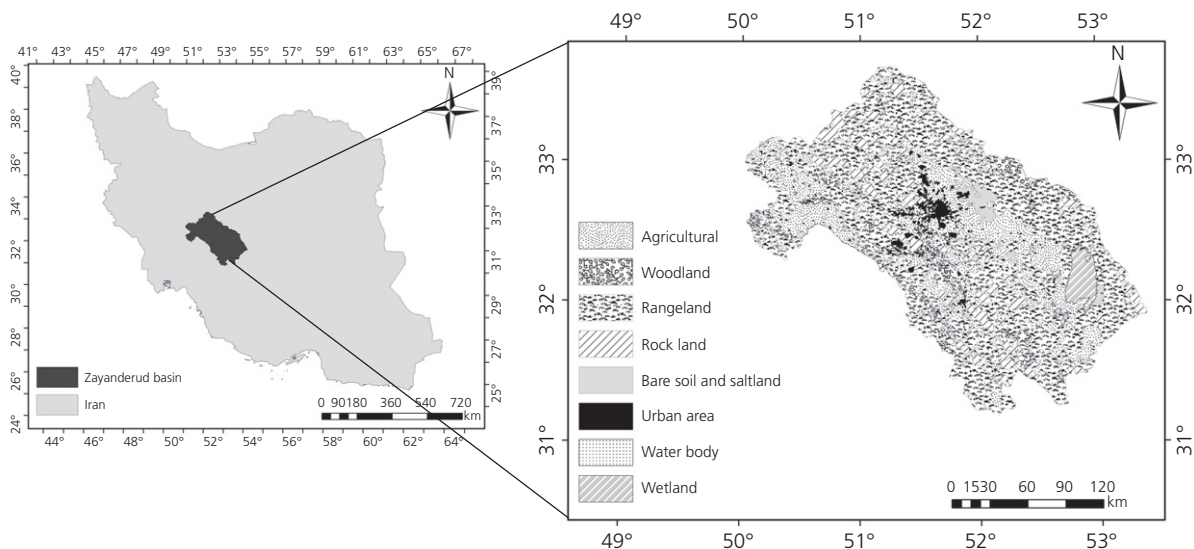 41° 43° 45° 47° 49° 51° 53° 55° 57° 59° 61° 63° 65° 67°
40° 38° 36° 34° 32° 30° 28° 26° 24°
39° 37° 35° 33° 31° 29° 27° 25°
N
Zayanderud basin
Iran
0 90180 360 540 720
km
44° 46° 48° 50° 52° 54° 56° 58° 60° 62° 64°
49° 50° 51° 52° 53°
33° 32° 31°
N
Agricultural
Woodland
Rangeland
Rock land
Bare soil and saltland
Urban area
Water body
Wetland
0 1530 60 90 120
km
33° 32° 31°
49° 50° 51° 52° 53°